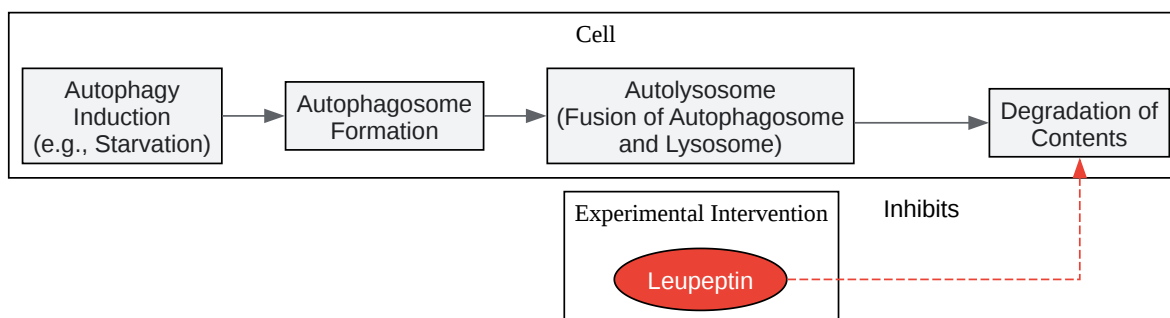 Cell
Autophagy
Induction
(e.g., Starvation)
Autophagosome
Formation
Autolysosome
(Fusion of Autophagosome
and Lysosome)
Degradation of
Contents
Experimental Intervention
Inhibits
Leupeptin